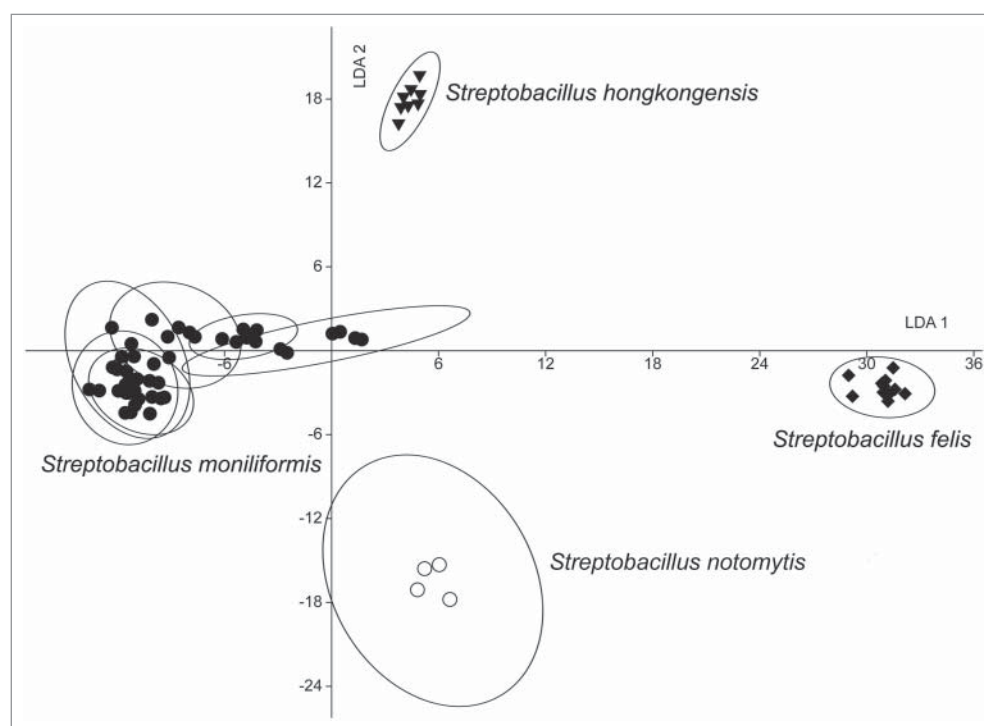 LDA 2
18
Streptobacillus hongkongensis
12
6
LDA 1
-6
6
12
18
24
30
36
-6
Streptobacillus moniliformis
Streptobacillus felis
-12
Streptobacillus notomytis
-18
-24